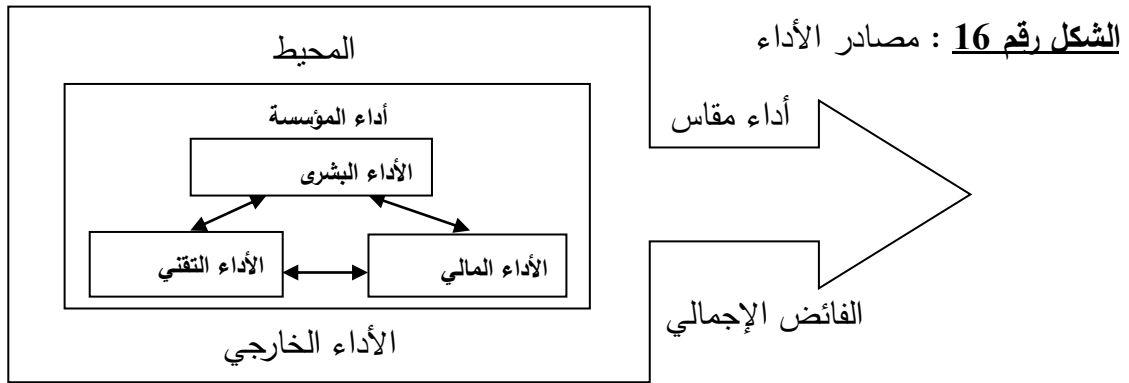 الشكل رقم 16 : مصادر الأداء
المحيط
أداء المؤسسة
الأداء البشرى
الأداء التقني
الأداء المالي
الأداء الخارجي
أداء مقاس
الفائض الإجمالي